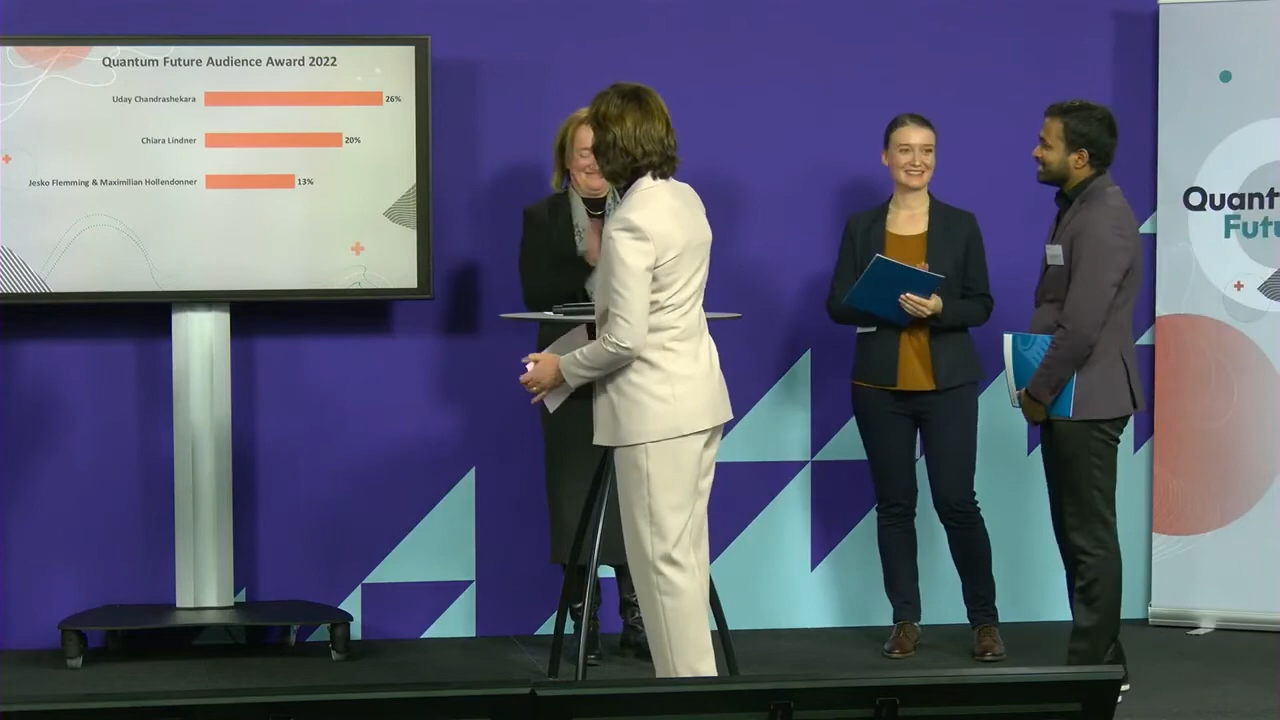 Quantum Future Audience Award 2022
Uday Chandrashekara 26%
Chiara Lindner 20%
Jesko Flemming & Maximilian Hollendonner 13%
Quant
Futu